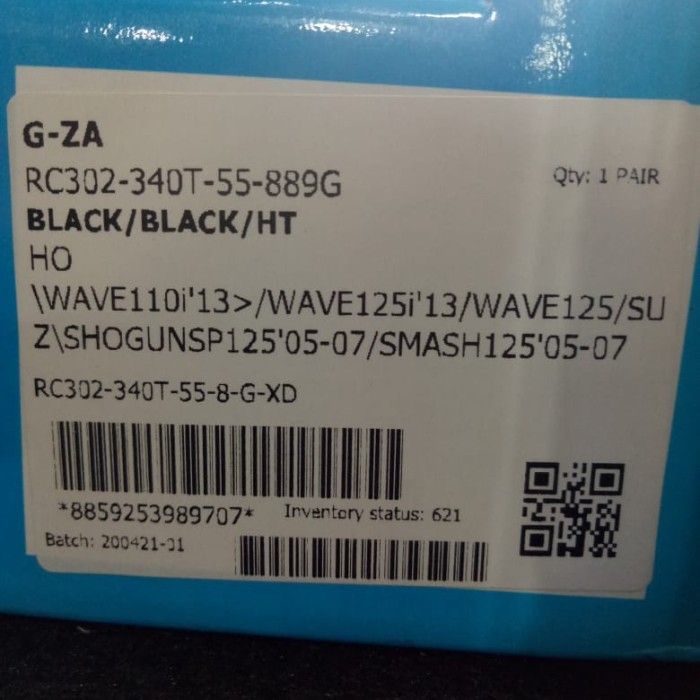 G-ZA
RC302-340T-55-889G
Qty: 1 PAIR
BLACK/BLACK/HT
HO
\WAVE110i'13>/WAVE125i'13/WAVE125/SU
Z\SHOGUNSP125'05-07/SMASH125'05-07
RC302-340T-55-8-G-XD
*8859253989707*
Inventory status: 621
Batch: 200421-01